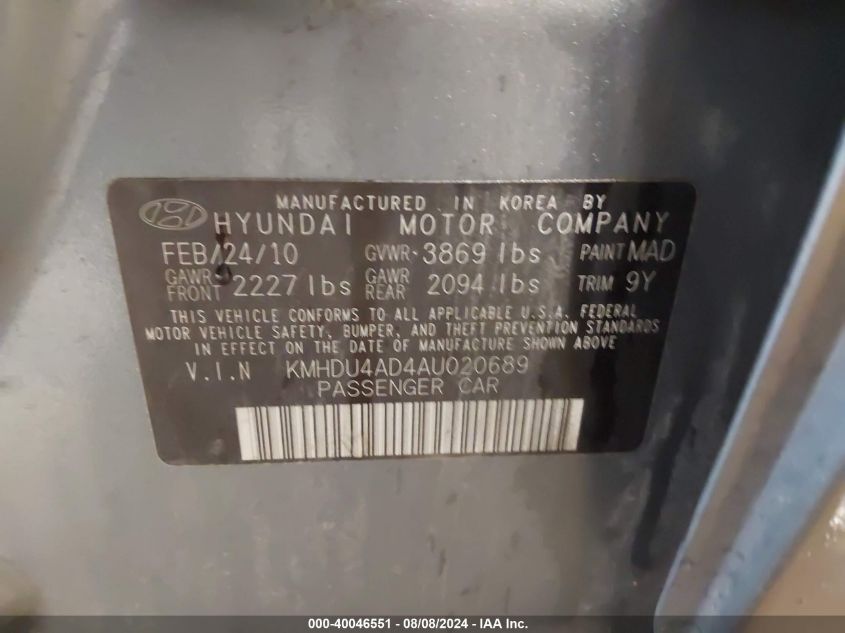 MANUFACTURED IN KOREA BY
HYUNDAI MOTOR COMPANY
FEB/24/10 GVWR·3869 lbs PAINT MAD
GAWR FRONT 2227 lbs GAWR REAR 2094 lbs TRIM 9Y
THIS VEHICLE CONFORMS TO ALL APPLICABLE U.S.A. FEDERAL
MOTOR VEHICLE SAFETY, BUMPER, AND THEFT PREVENTION STANDARDS
IN EFFECT ON THE DATE OF MANUFACTURE SHOWN ABOVE
V.I.N KMHDU4AD4AU020689
PASSENGER CAR
000-40046551 - 08/08/2024 - IAA Inc.